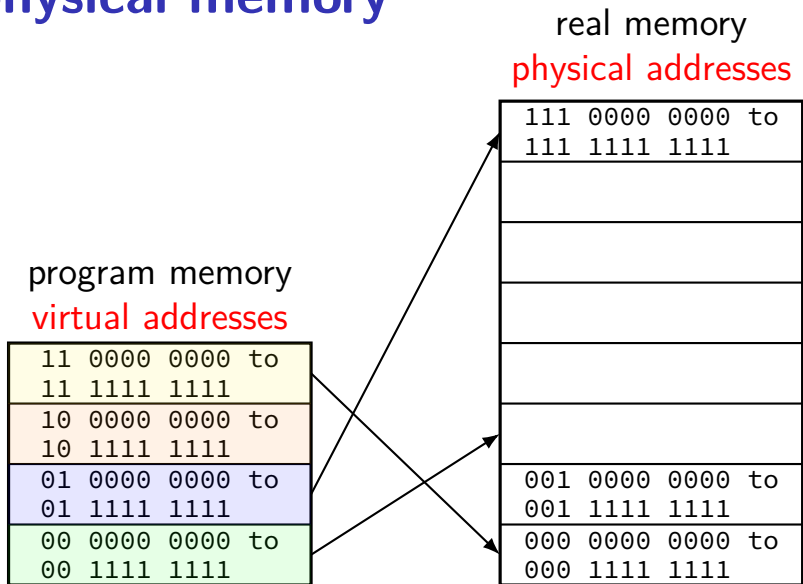 physical memory
real memory
physical addresses
111 0000 0000 to
111 1111 1111
program memory
virtual addresses
11 0000 0000 to
11 1111 1111
10 0000 0000 to
10 1111 1111
01 0000 0000 to
01 1111 1111
00 0000 0000 to
00 1111 1111
001 0000 0000 to
001 1111 1111
000 0000 0000 to
000 1111 1111